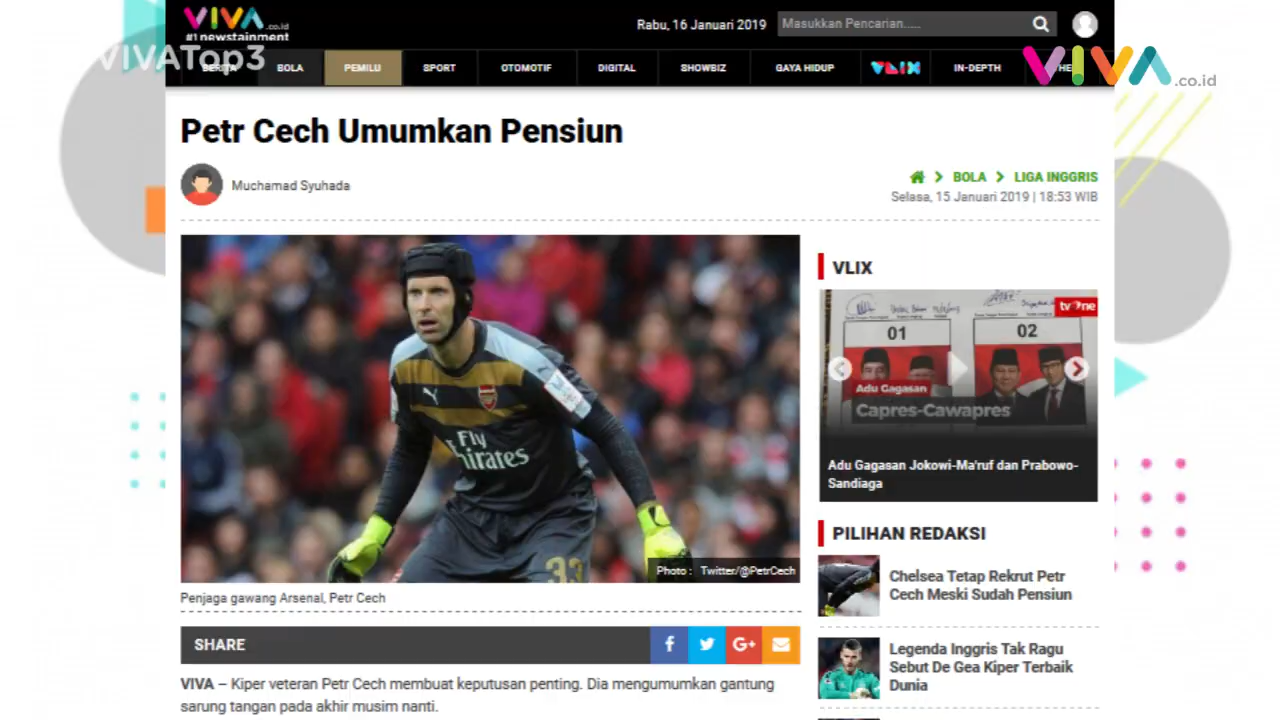 VIVA.co.id
#1 newstainment
Rabu, 16 Januari 2019
Masukkan Pencarian.....
VIVATop3
BERITA
BOLA
PEMILU
SPORT
OTOMOTIF
DIGITAL
SHOWBIZ
GAYA HIDUP
VLIX
IN-DEPTH
THE
VIVA.co.id
Petr Cech Umumkan Pensiun
Muchamad Syuhada
BOLA
LIGA INGGRIS
Selasa, 15 Januari 2019 | 18:53 WIB
Fly
Emirates
33
Photo : Twitter/@PetrCech
Penjaga gawang Arsenal, Petr Cech
SHARE
VIVA – Kiper veteran Petr Cech membuat keputusan penting. Dia mengumumkan gantung
sarung tangan pada akhir musim nanti.
VLIX
tvOne
01
02
Adu Gagasan
Capres-Cawapres
Adu Gagasan Jokowi-Ma'ruf dan Prabowo-
Sandiaga
PILIHAN REDAKSI
Chelsea Tetap Rekrut Petr
Cech Meski Sudah Pensiun
Legenda Inggris Tak Ragu
Sebut De Gea Kiper Terbaik
Dunia